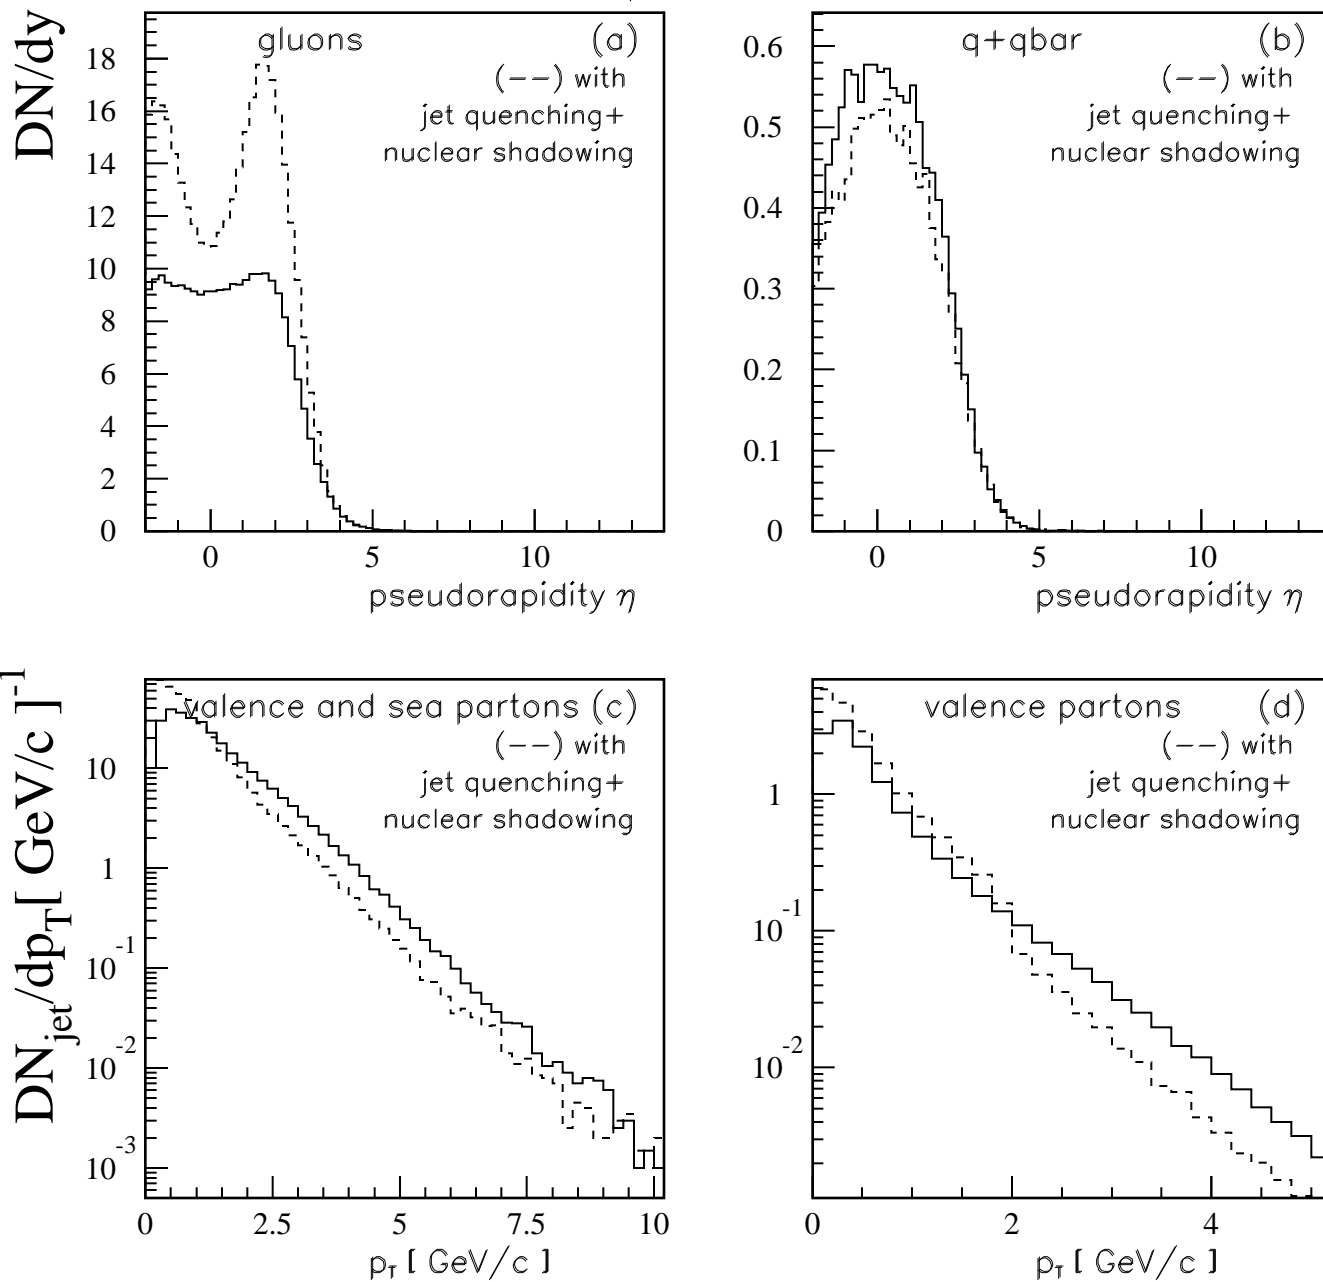 DN/dy
gluons (a)
(−−) with
jet quenching+
nuclear shadowing
18
16
14
12
10
8
6
4
2
0
0 5 10
pseudorapidity η
q+qbar (b)
(−−) with
jet quenching+
nuclear shadowing
0.6
0.5
0.4
0.3
0.2
0.1
0
0 5 10
pseudorapidity η
DN_jet/dp_T[ GeV/c ]^-1
valence and sea partons (c)
(−−) with
jet quenching+
nuclear shadowing
10
1
10^-1
10^-2
10^-3
0 2.5 5 7.5 10
p_T [ GeV/c ]
valence partons (d)
(−−) with
jet quenching+
nuclear shadowing
1
10^-1
10^-2
0 2 4
p_T [ GeV/c ]